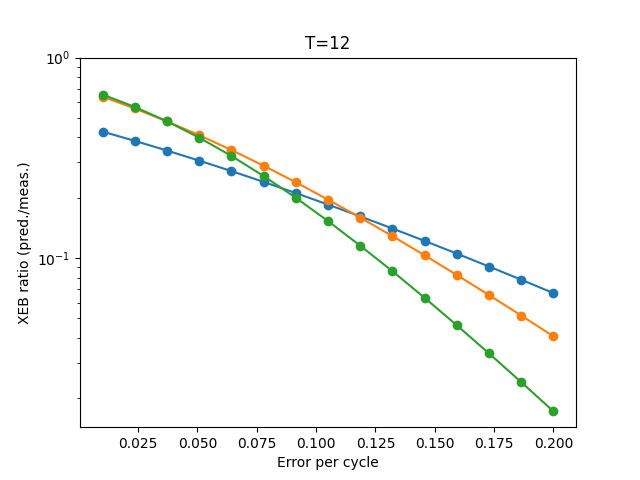 T=12
10^0
10^-1
XEB ratio (pred./meas.)
0.025 0.050 0.075 0.100 0.125 0.150 0.175 0.200
Error per cycle